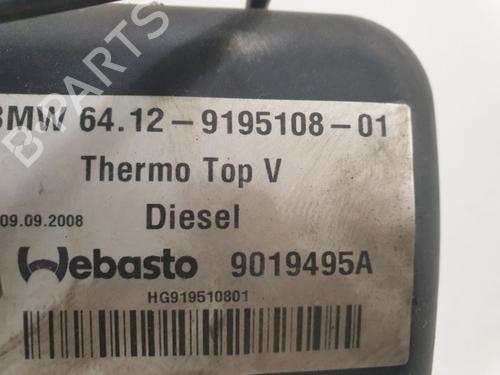 BMW 64.12-9195108-01
Thermo Top V
09.09.2008
Diesel
Webasto 9019495A
HG919510801